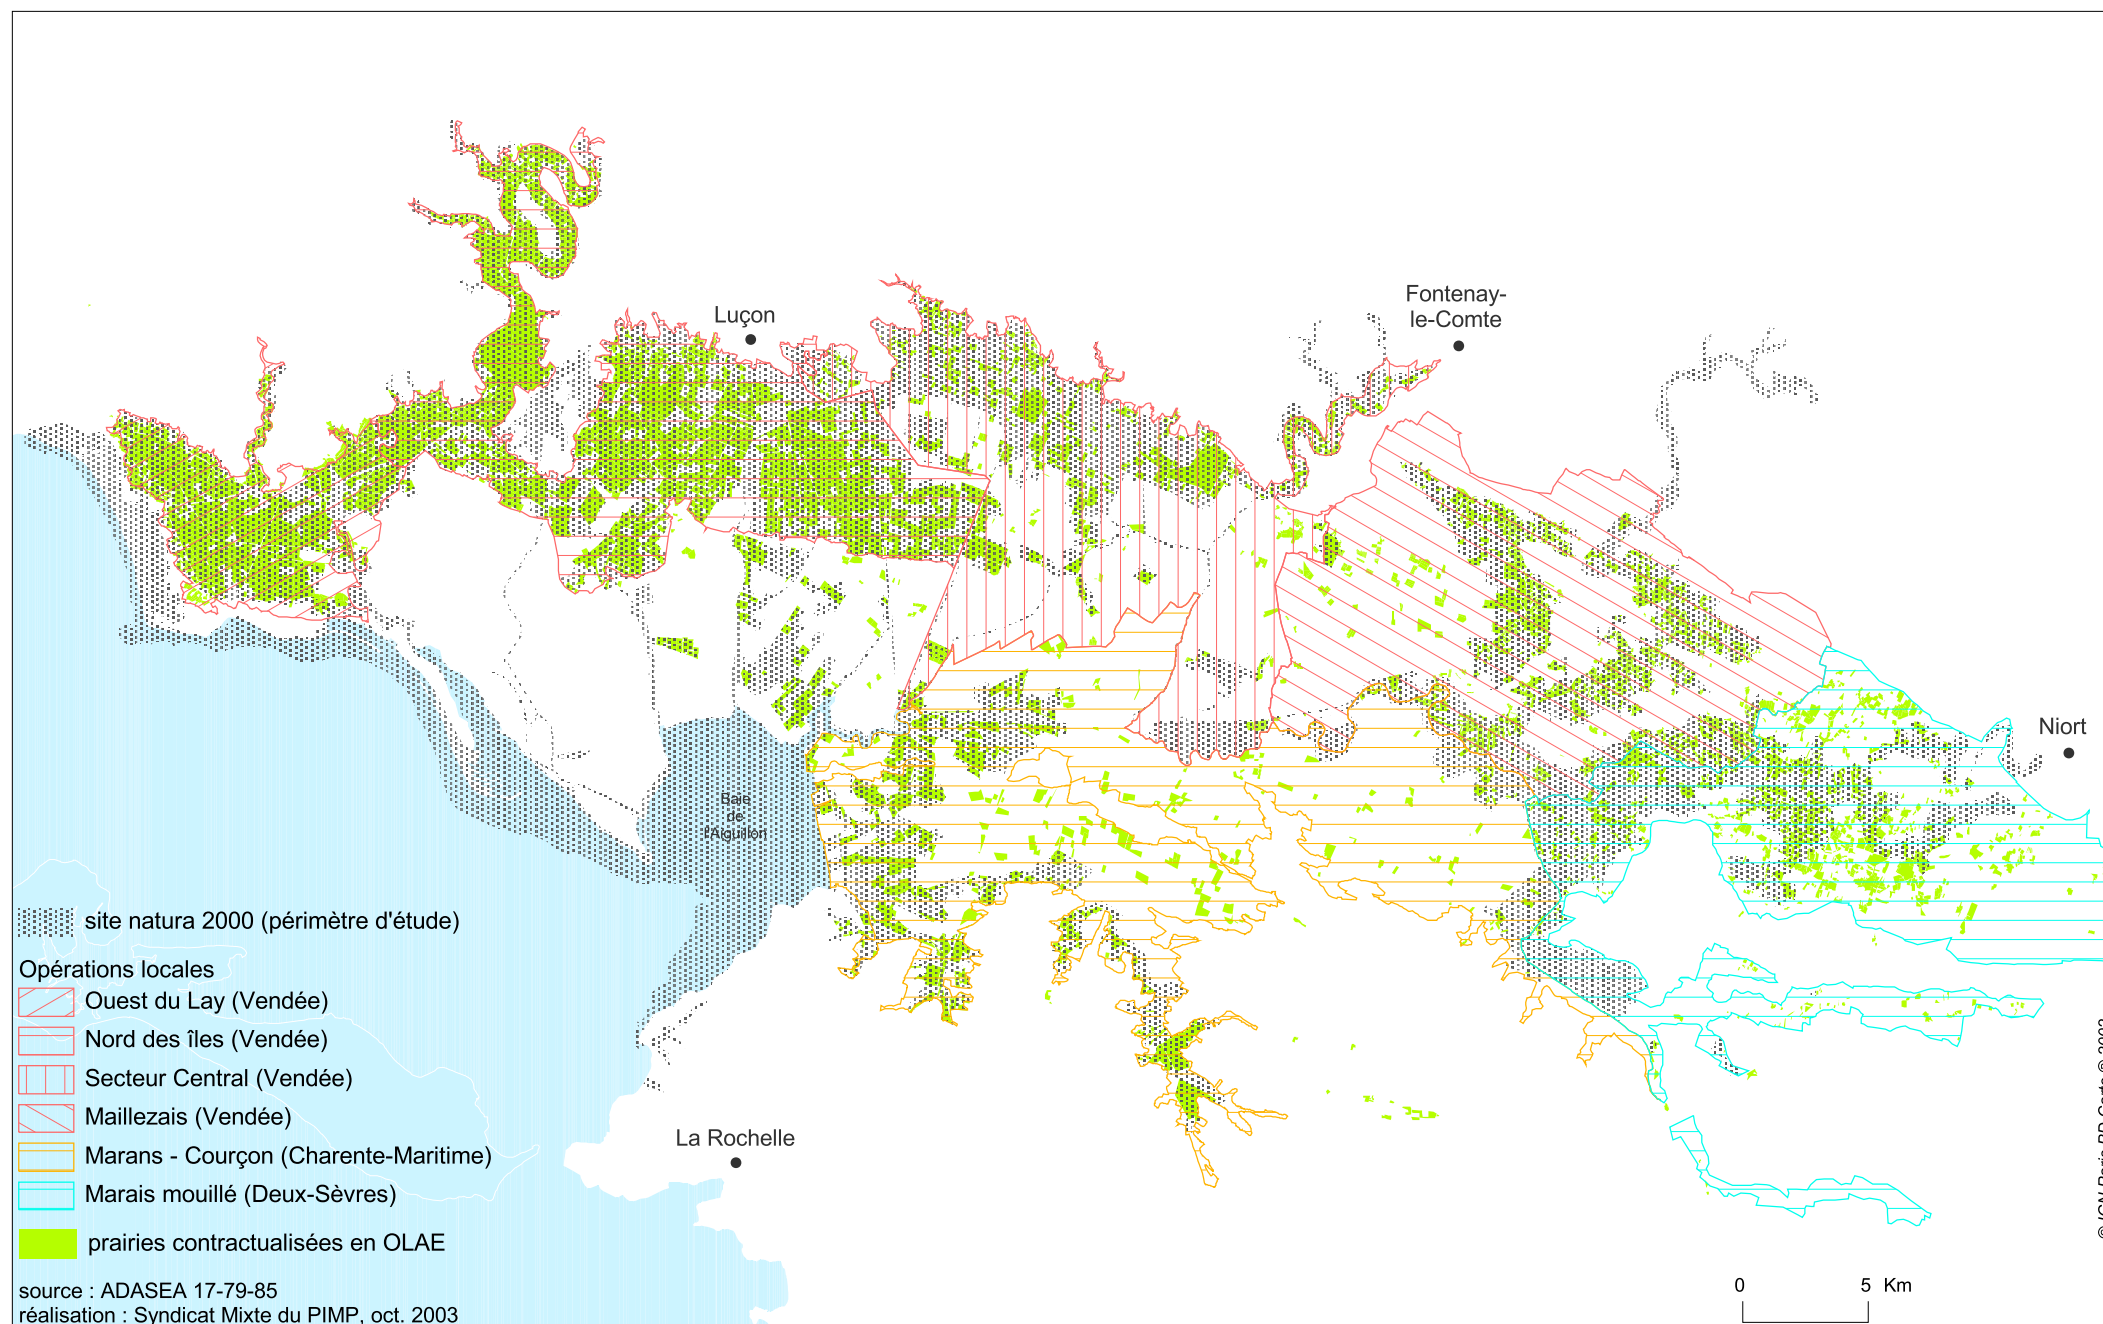 Luçon
Fontenay-
le-Comte
Niort
Baie
de
l'Aiguillon
La Rochelle
site natura 2000 (périmètre d'étude)
Opérations locales
Ouest du Lay (Vendée)
Nord des îles (Vendée)
Secteur Central (Vendée)
Maillezais (Vendée)
Marans - Courçon (Charente-Maritime)
Marais mouillé (Deux-Sèvres)
prairies contractualisées en OLAE
source : ADASEA 17-79-85
réalisation : Syndicat Mixte du PIMP, oct. 2003
0 5 Km